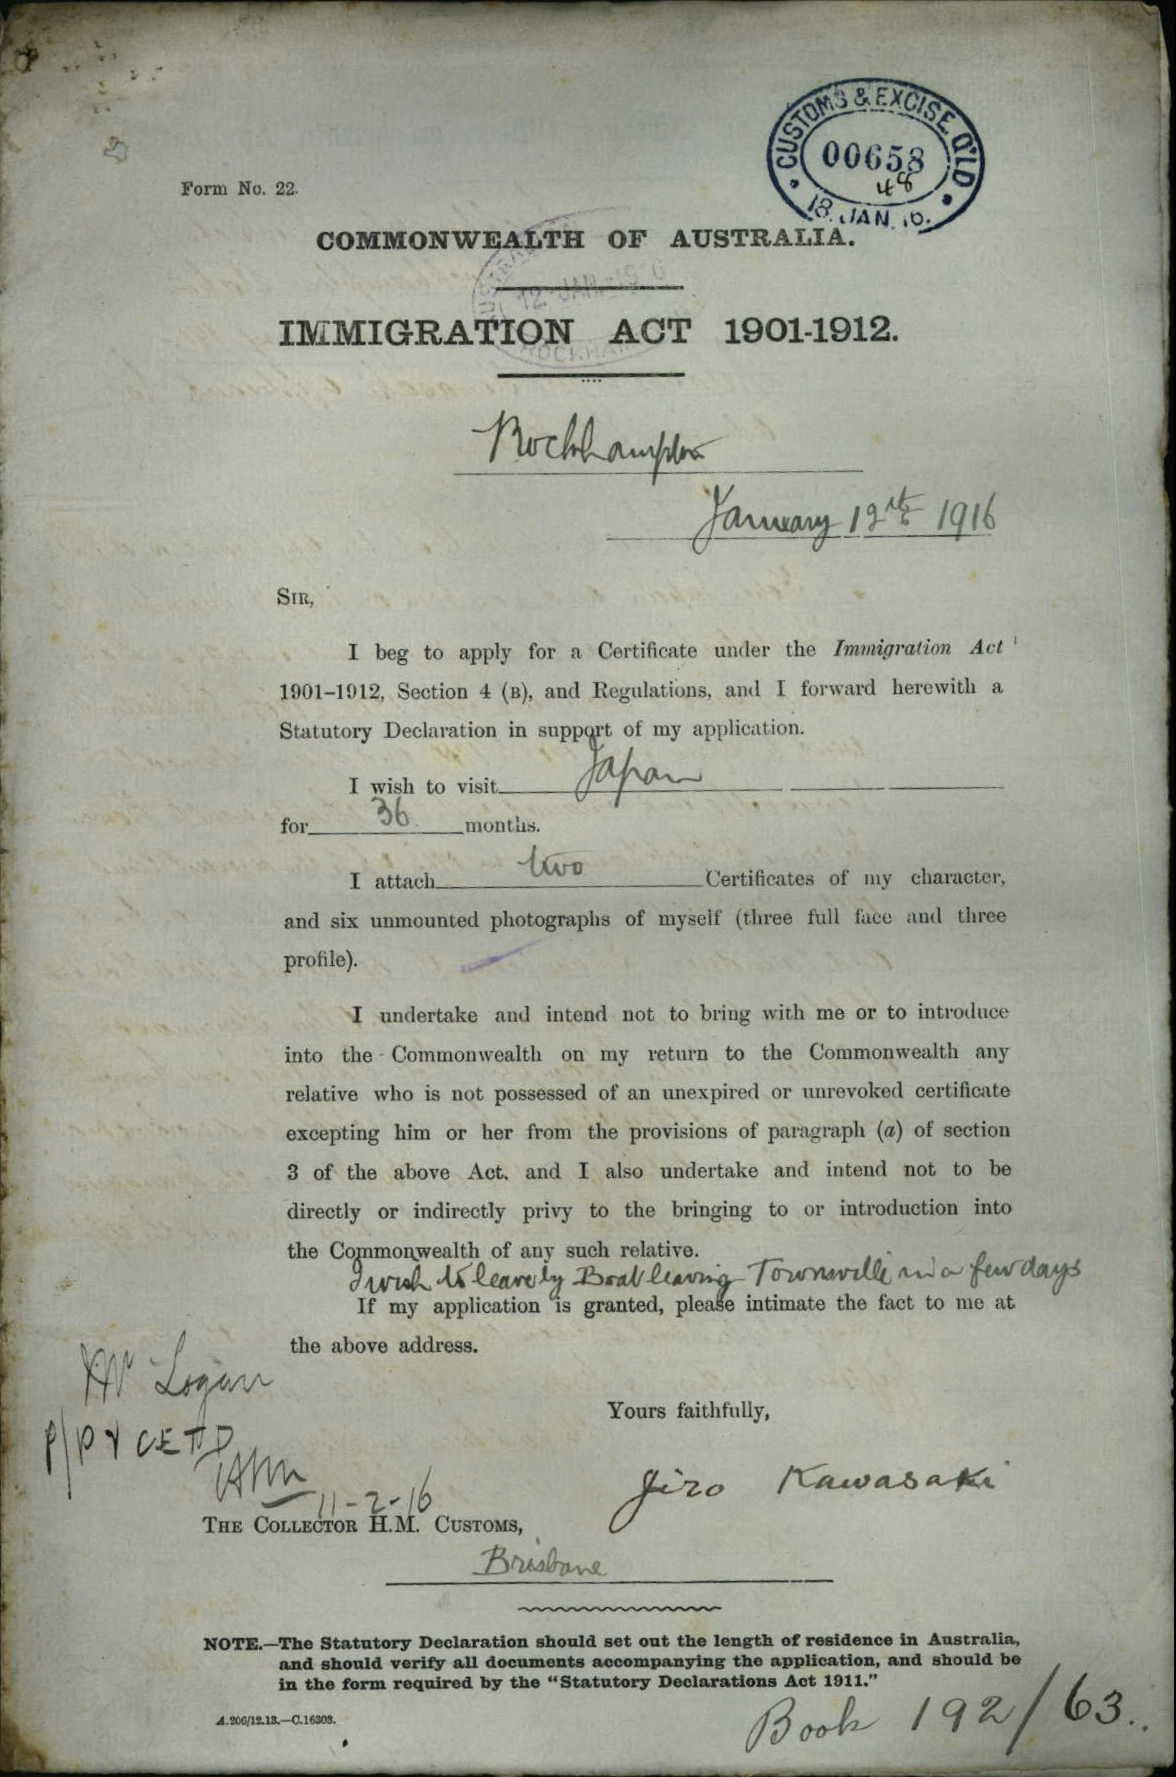 CUSTOMS & EXCISE. Q'LD
00658
48
18. JAN. 16.
Form No. 22.
COMMONWEALTH OF AUSTRALIA.
12 JAN 1916
IMMIGRATION ACT 1901-1912.
Rockhampton
January 12th 1916
SIR,
I beg to apply for a Certificate under the Immigration Act
1901–1912, Section 4 (B), and Regulations, and I forward herewith a
Statutory Declaration in support of my application.
I wish to visit Japan
for 36 months.
I attach two Certificates of my character,
and six unmounted photographs of myself (three full face and three
profile).
I undertake and intend not to bring with me or to introduce
into the Commonwealth on my return to the Commonwealth any
relative who is not possessed of an unexpired or unrevoked certificate
excepting him or her from the provisions of paragraph (a) of section
3 of the above Act, and I also undertake and intend not to be
directly or indirectly privy to the bringing to or introduction into
the Commonwealth of any such relative.
I wish to leave by Boat leaving Townsville in a few days
If my application is granted, please intimate the fact to me at
the above address.
Mr Logan
Yours faithfully,
Jiro Kawasaki
11-2-16
THE COLLECTOR H.M. CUSTOMS,
Brisbane
NOTE.—The Statutory Declaration should set out the length of residence in Australia,
and should verify all documents accompanying the application, and should be
in the form required by the "Statutory Declarations Act 1911."
A.206/12.13.—C.16303.
Book 192/63.